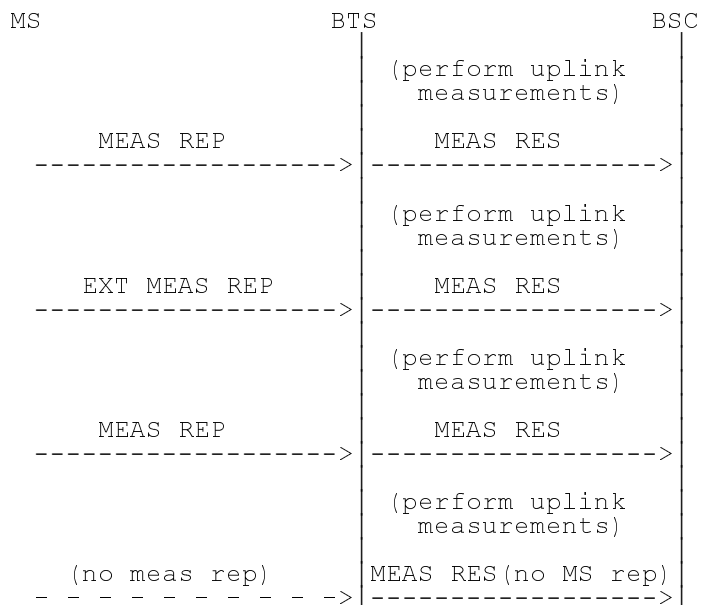 MS BTS BSC
(perform uplink
measurements)
MEAS REP MEAS RES
(perform uplink
measurements)
EXT MEAS REP MEAS RES
(perform uplink
measurements)
MEAS REP MEAS RES
(perform uplink
measurements)
(no meas rep) MEAS RES(no MS rep)